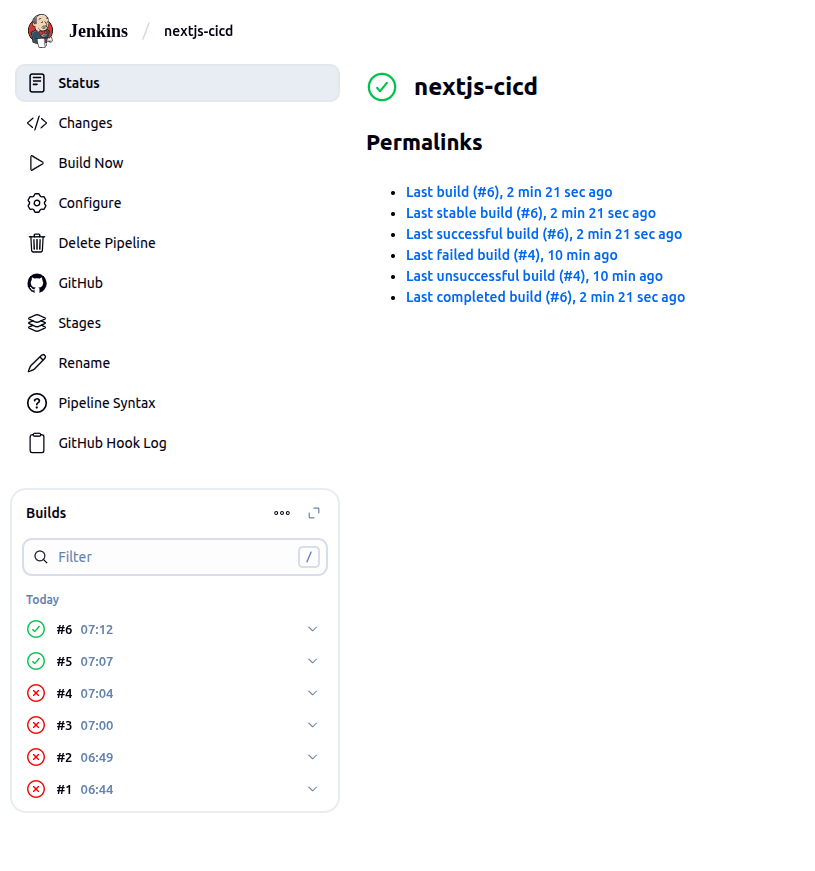 Jenkins / nextjs-cicd
Status
Changes
Build Now
Configure
Delete Pipeline
GitHub
Stages
Rename
Pipeline Syntax
GitHub Hook Log
Builds
Filter /
Today
#6 07:12
#5 07:07
#4 07:04
#3 07:00
#2 06:49
#1 06:44
nextjs-cicd
Permalinks
Last build (#6), 2 min 21 sec ago
Last stable build (#6), 2 min 21 sec ago
Last successful build (#6), 2 min 21 sec ago
Last failed build (#4), 10 min ago
Last unsuccessful build (#4), 10 min ago
Last completed build (#6), 2 min 21 sec ago